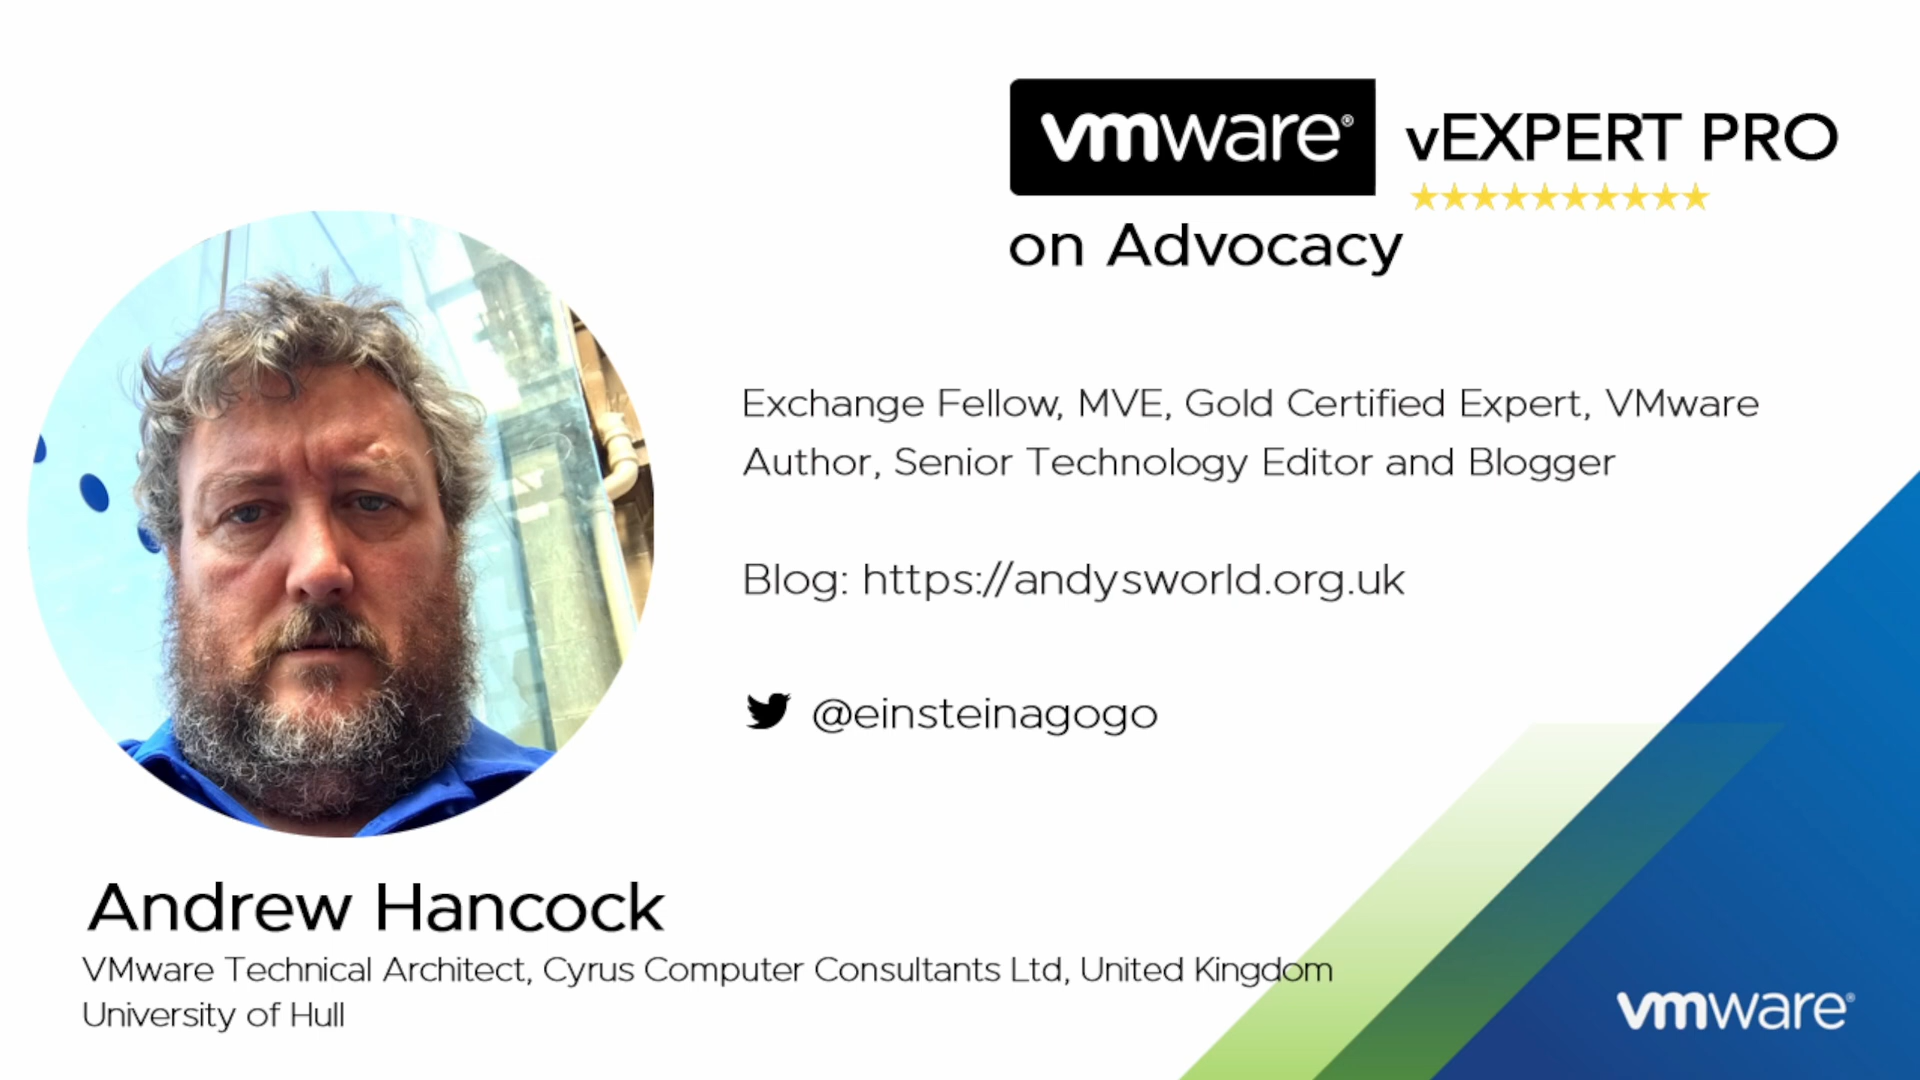 vmware® vEXPERT PRO
on Advocacy
Exchange Fellow, MVE, Gold Certified Expert, VMware
Author, Senior Technology Editor and Blogger
Blog: https://andysworld.org.uk
@einsteinagogo
Andrew Hancock
VMware Technical Architect, Cyrus Computer Consultants Ltd, United Kingdom
University of Hull
vmware®